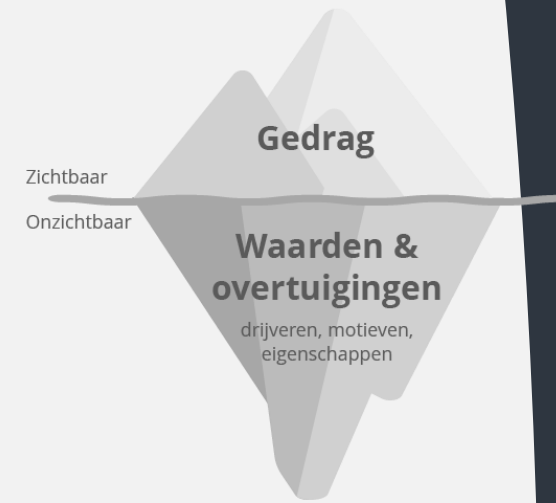 Gedrag
Zichtbaar
Onzichtbaar
Waarden &
overtuigingen
drijveren, motieven,
eigenschappen